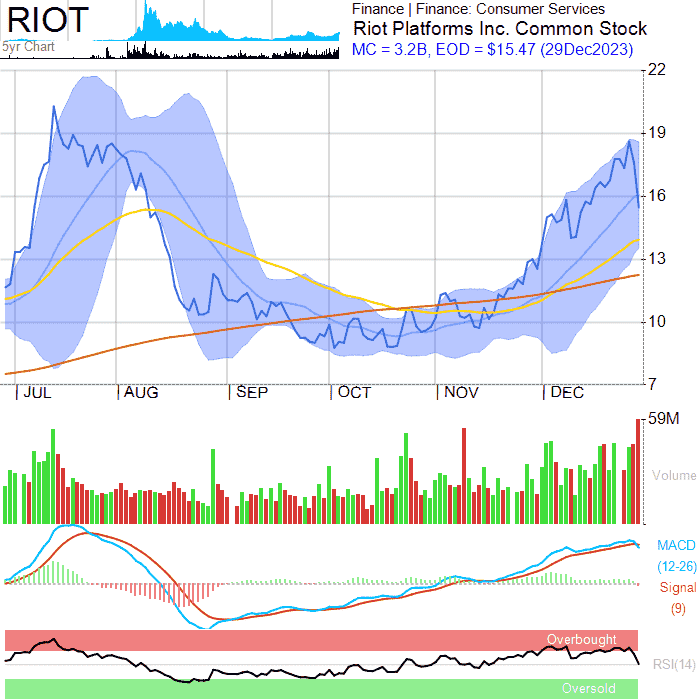 RIOT
5yr Chart
Finance | Finance: Consumer Services
Riot Platforms Inc. Common Stock
MC = 3.2B, EOD = $15.47 (29Dec2023)
22
19
16
13
10
7
JUL AUG SEP OCT NOV DEC
59M
Volume
MACD
(12-26)
Signal
(9)
Overbought
RSI(14)
Oversold